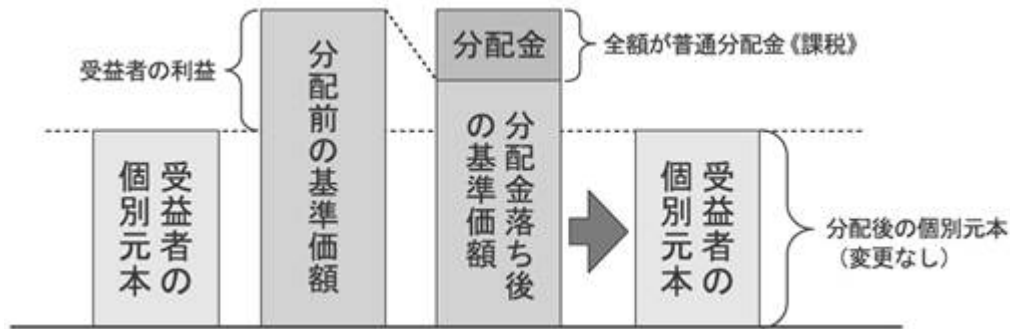 受益者の利益
受益者の
個別元本
分配前の基準価額
分配金
全額が普通分配金《課税》
分配金落ち後
の基準価額
受益者の
個別元本
分配後の個別元本
（変更なし）